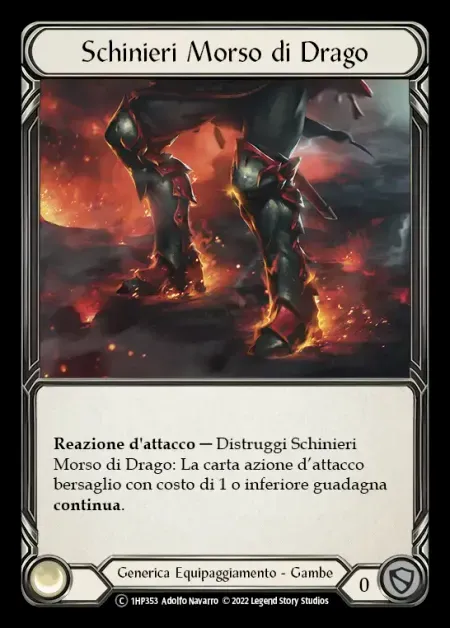 Schinieri Morso di Drago
Reazione d'attacco — Distruggi Schinieri
Morso di Drago: La carta azione d’attacco
bersaglio con costo di 1 o inferiore guadagna
continua.
Generica Equipaggiamento - Gambe
0
C 1HP353 Adolfo Navarro © 2022 Legend Story Studios